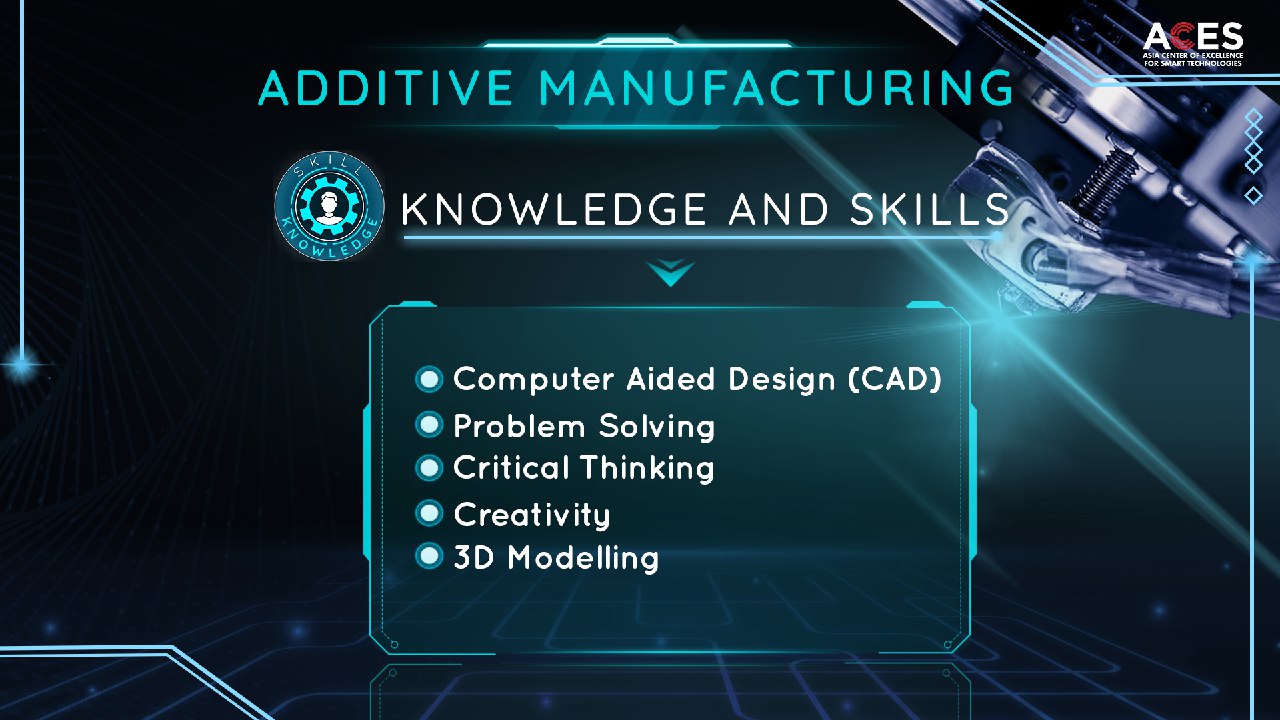 ACES
ASIA CENTER OF EXCELLENCE
FOR SMART TECHNOLOGIES
ADDITIVE MANUFACTURING
SKILL
KNOWLEDGE
KNOWLEDGE AND SKILLS
Computer Aided Design (CAD)
Problem Solving
Critical Thinking
Creativity
3D Modelling